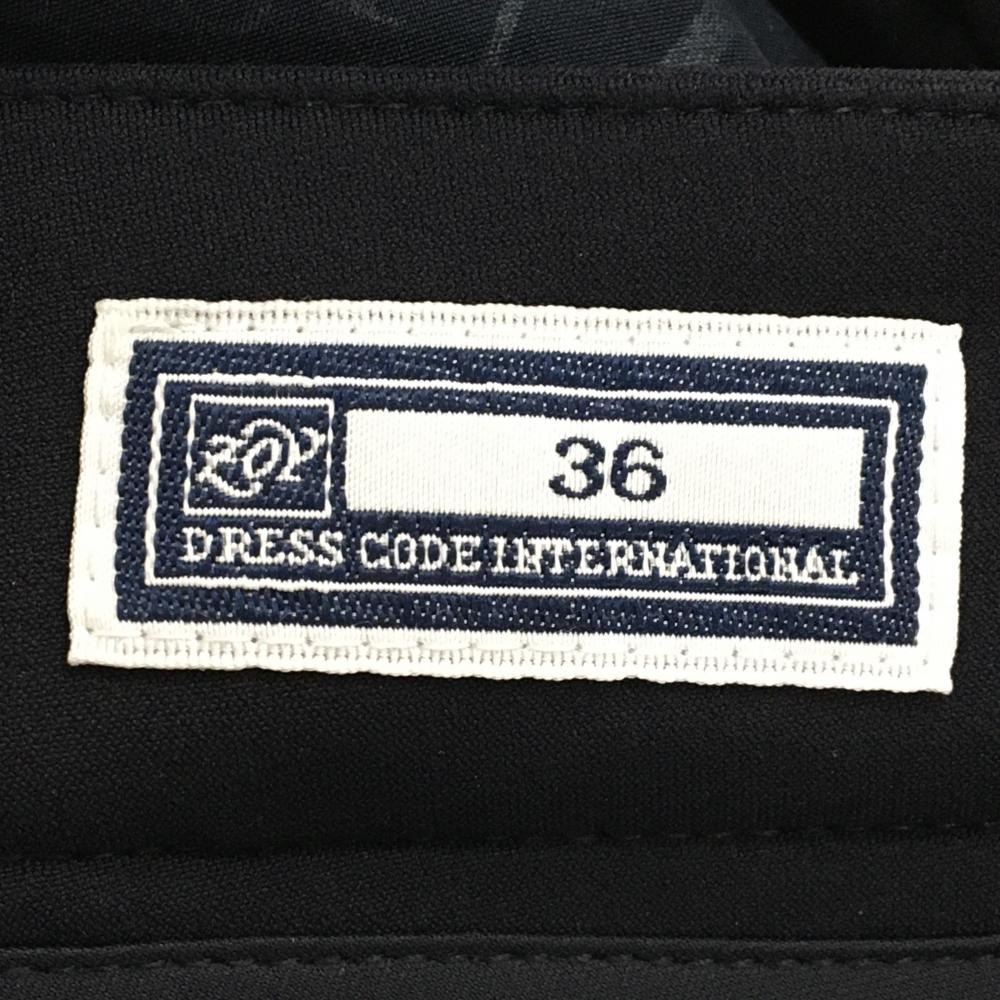 36
DRESS CODE INTERNATIONAL